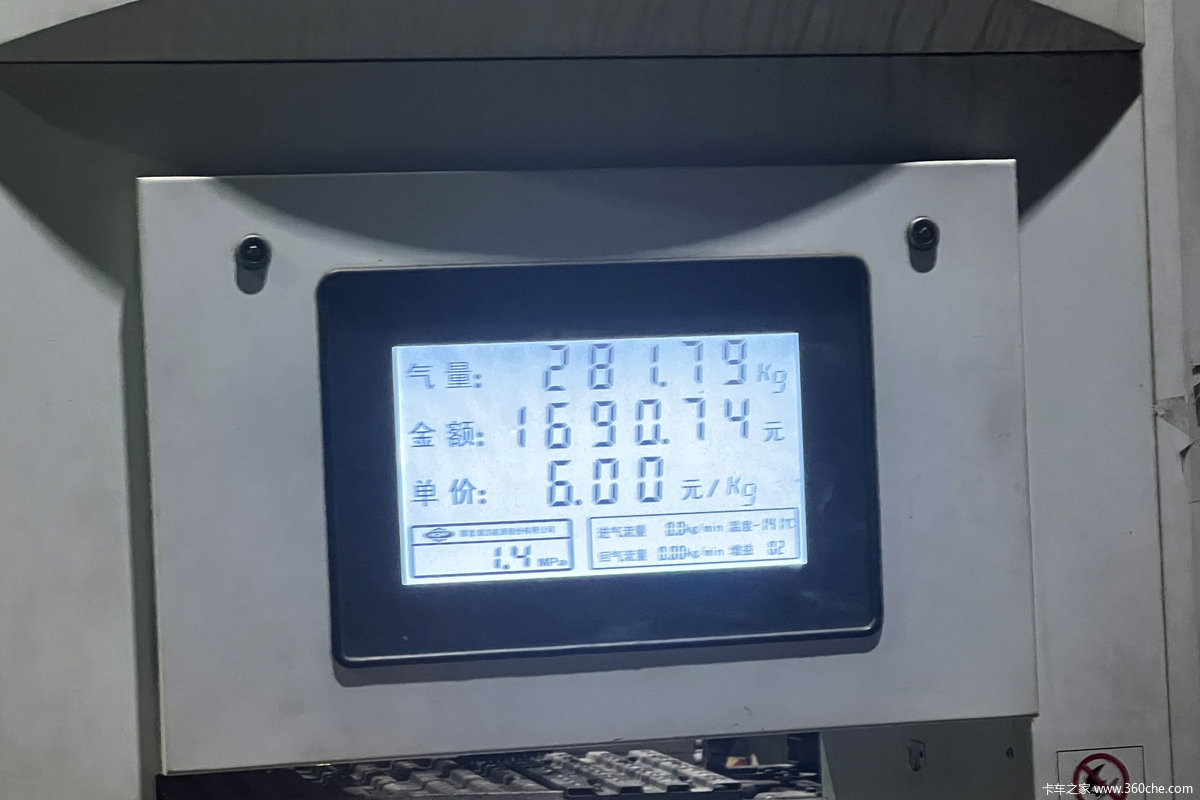 气量: 281.79 Kg
金额: 1690.74 元
单价: 6.00 元/Kg
1.4 MPa
进气流量 0.0 kg/min 温度
回气流量 0.00 kg/min 增益 02
卡车之家 www.360che.com